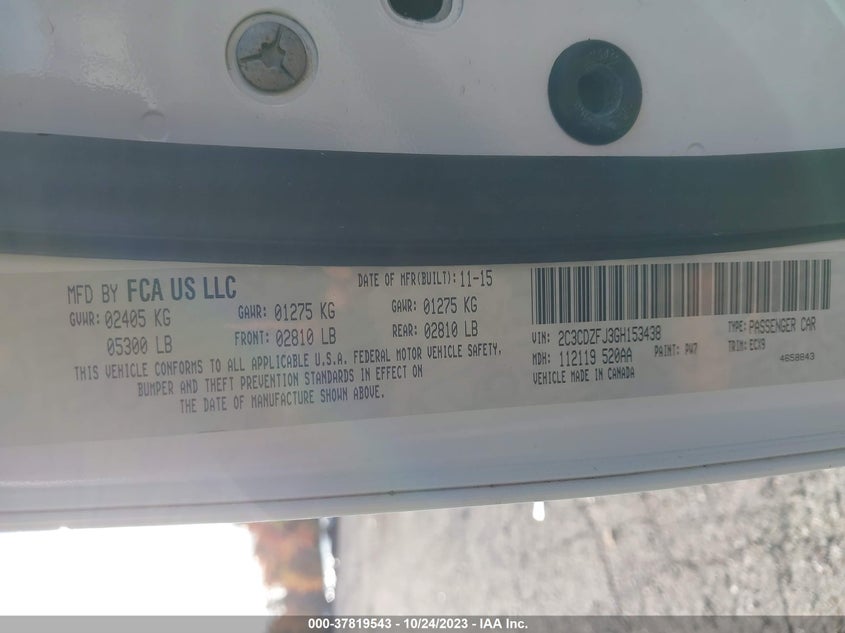 MFD BY FCA US LLC
DATE OF MFR(BUILT): 11-15
GVWR: 02405 KG
GAWR: 01275 KG
GAWR: 01275 KG
05300 LB
FRONT: 02810 LB
REAR: 02810 LB
THIS VEHICLE CONFORMS TO ALL APPLICABLE U.S.A. FEDERAL MOTOR VEHICLE SAFETY,
BUMPER AND THEFT PREVENTION STANDARDS IN EFFECT ON
THE DATE OF MANUFACTURE SHOWN ABOVE.
VIN: 2C3CDZFJ3GH153438
TYPE: PASSENGER CAR
MDH: 112119 520AA
PAINT: PW7
TRIM: ECX9
VEHICLE MADE IN CANADA
4658843
000-37819543 - 10/24/2023 - IAA Inc.